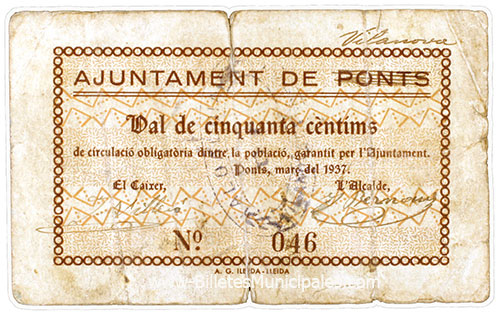 Vilanova
AJUNTAMENT DE PONTS
Val de cinquanta cèntims
de circulació obligatòria dintre la població, garantit per l'Ajuntament.
Ponts, març del 1937.
El Caixer, L'Alcalde,
Nº 046
A. G. ILERDA-LLEIDA
www.BilletesMunicipales.com